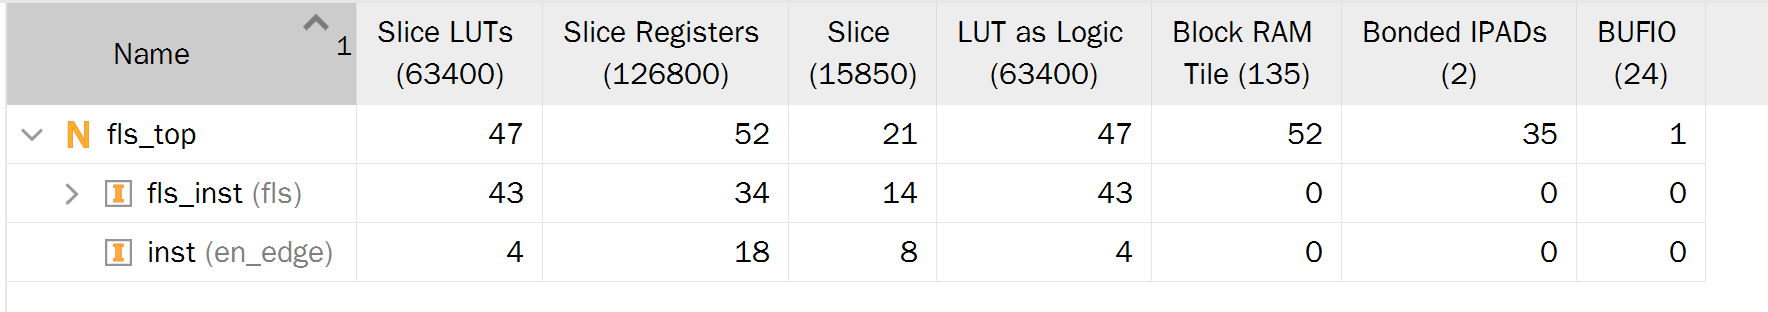 Name 1 Slice LUTs (63400) Slice Registers (126800) Slice (15850) LUT as Logic (63400) Block RAM Tile (135) Bonded IPADs (2) BUFIO (24)
N fls_top 47 52 21 47 52 35 1
I fls_inst (fls) 43 34 14 43 0 0 0
I inst (en_edge) 4 18 8 4 0 0 0